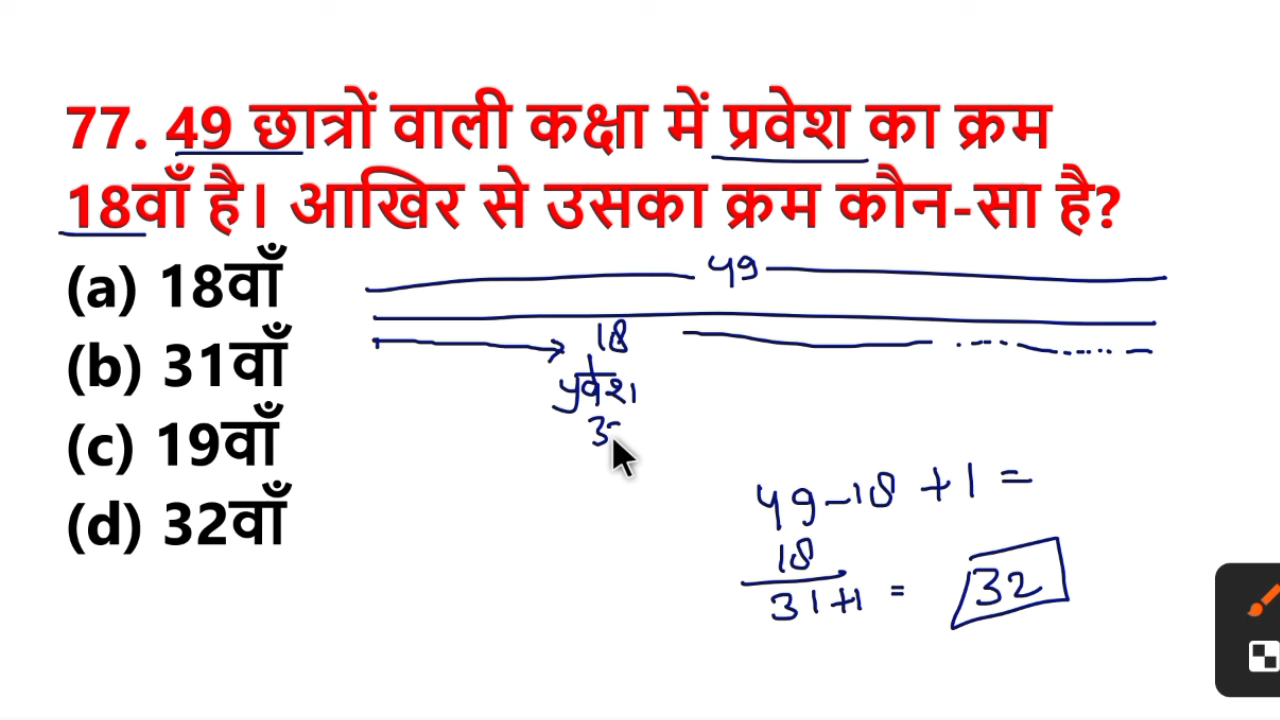 77. 49 छात्रों वाली कक्षा में प्रवेश का क्रम
18वाँ है। आखिर से उसका क्रम कौन-सा है?
(a) 18वाँ
(b) 31वाँ
(c) 19वाँ
(d) 32वाँ
49
18
प्रवेश
3
49-18+1=
18
31+1 = 32